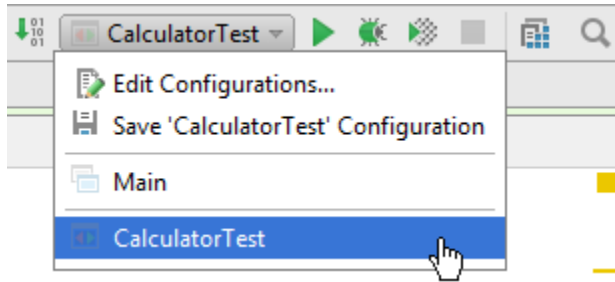 CalculatorTest
Edit Configurations...
Save 'CalculatorTest' Configuration
Main
CalculatorTest